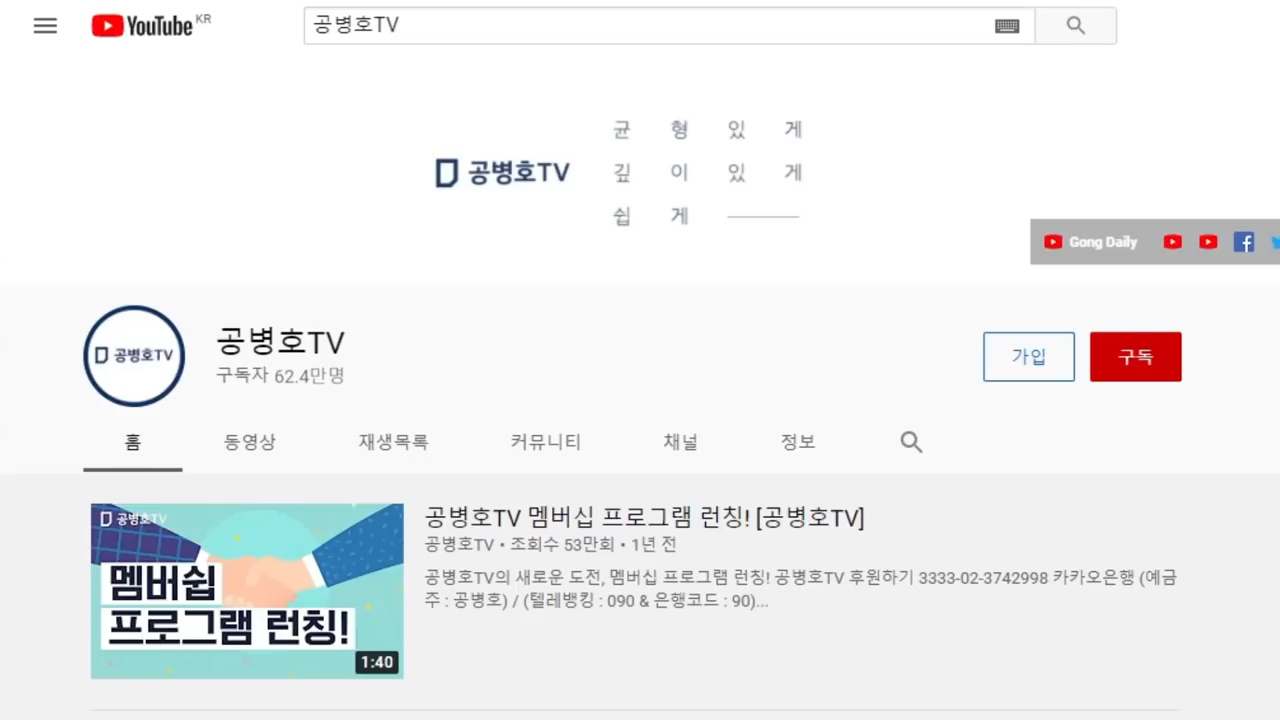 YouTube KR
공병호TV
균 형 있 게
공병호TV
깊 이 있 게
쉽 게
Gong Daily
공병호TV
공병호TV
구독자 62.4만명
가입
구독
홈
동영상
재생목록
커뮤니티
채널
정보
공병호TV
멤버쉽
프로그램 런칭!
1:40
공병호TV 멤버십 프로그램 런칭! [공병호TV]
공병호TV • 조회수 53만회 • 1년 전
공병호TV의 새로운 도전, 멤버십 프로그램 런칭! 공병호TV 후원하기 3333-02-3742998 카카오은행 (예금
주 : 공병호) / (텔레뱅킹 : 090 & 은행코드 : 90)...